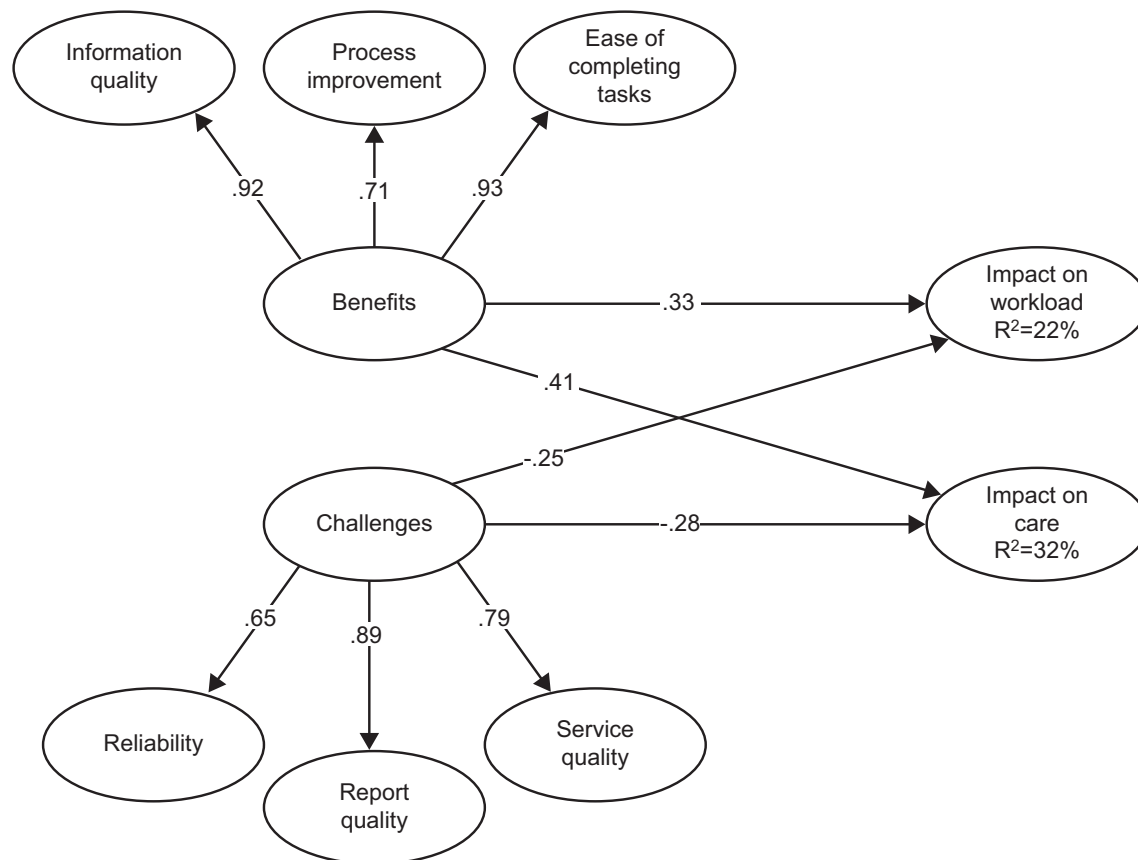 Information
quality
Process
improvement
Ease of
completing
tasks
.92
.71
.93
Benefits
.33
Impact on
workload
R²=22%
.41
-.25
Challenges
-.28
Impact on
care
R²=32%
.65
.89
.79
Reliability
Report
quality
Service
quality